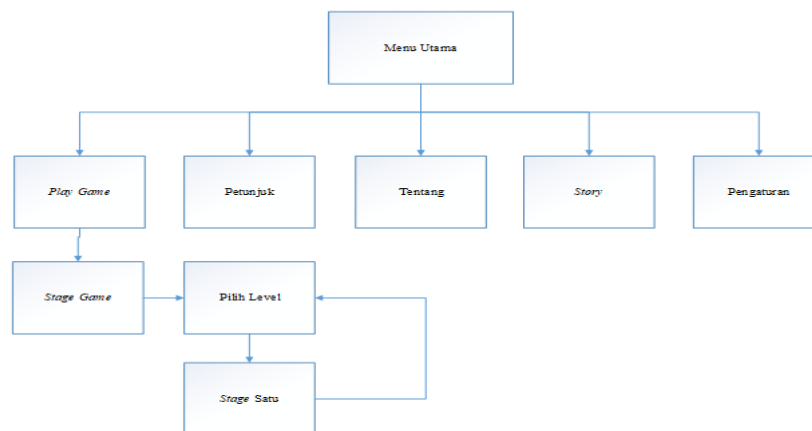 Menu Utama
Play Game
Petunjuk
Tentang
Story
Pengaturan
Stage Game
Pilih Level
Stage Satu